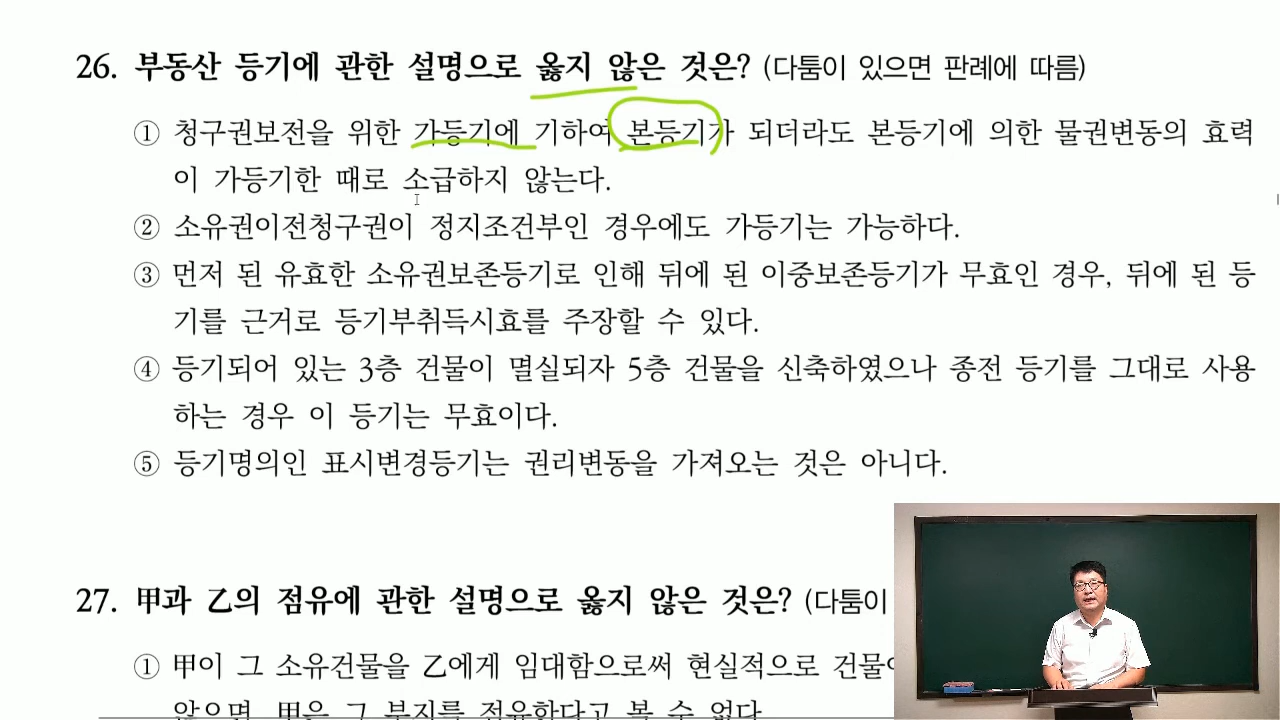 26. 부동산 등기에 관한 설명으로 옳지 않은 것은? (다툼이 있으면 판례에 따름)
① 청구권보전을 위한 가등기에 기하여 본등기가 되더라도 본등기에 의한 물권변동의 효력
이 가등기한 때로 소급하지 않는다.
② 소유권이전청구권이 정지조건부인 경우에도 가등기는 가능하다.
③ 먼저 된 유효한 소유권보존등기로 인해 뒤에 된 이중보존등기가 무효인 경우, 뒤에 된 등
기를 근거로 등기부취득시효를 주장할 수 있다.
④ 등기되어 있는 3층 건물이 멸실되자 5층 건물을 신축하였으나 종전 등기를 그대로 사용
하는 경우 이 등기는 무효이다.
⑤ 등기명의인 표시변경등기는 권리변동을 가져오는 것은 아니다.
27. 甲과 乙의 점유에 관한 설명으로 옳지 않은 것은? (다툼이
① 甲이 그 소유건물을 乙에게 임대함으로써 현실적으로
않으면, 甲은 그 부지를 점유한다고 볼 수 없다.